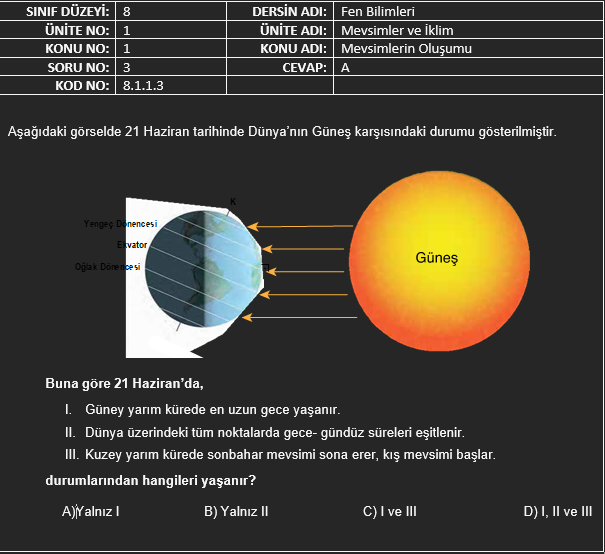 SINIF DÜZEYİ: 8 DERSİN ADI: Fen Bilimleri
ÜNİTE NO: 1 ÜNİTE ADI: Mevsimler ve İklim
KONU NO: 1 KONU ADI: Mevsimlerin Oluşumu
SORU NO: 3 CEVAP: A
KOD NO: 8.1.1.3
Aşağıdaki görselde 21 Haziran tarihinde Dünya’nın Güneş karşısındaki durumu gösterilmiştir.
K
Yengeç Dönencesi
Ekvator
Oğlak Dönencesi
Güneş
Buna göre 21 Haziran’da,
I. Güney yarım kürede en uzun gece yaşanır.
II. Dünya üzerindeki tüm noktalarda gece- gündüz süreleri eşitlenir.
III. Kuzey yarım kürede sonbahar mevsimi sona erer, kış mevsimi başlar.
durumlarından hangileri yaşanır?
A)Yalnız I B) Yalnız II C) I ve III D) I, II ve III